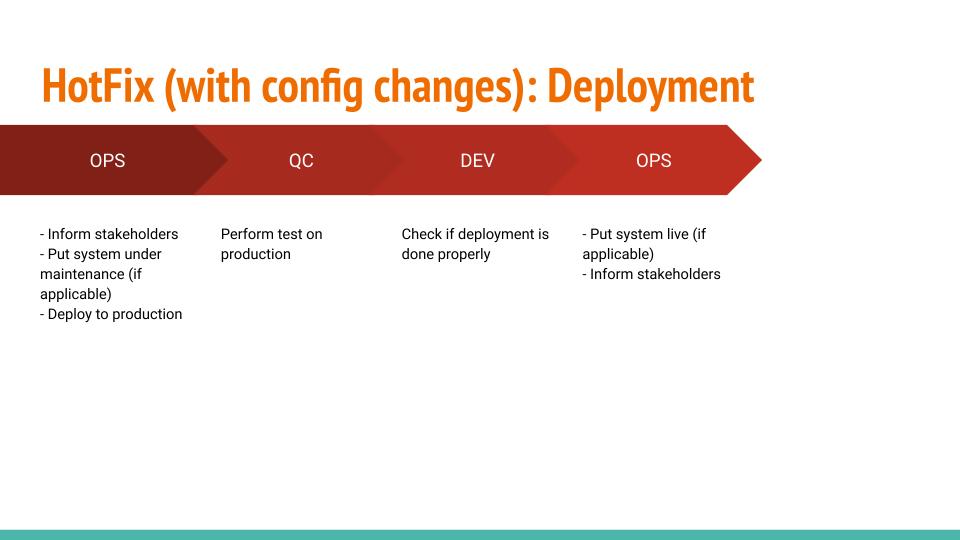 HotFix (with config changes): Deployment
OPS
QC
DEV
OPS
- Inform stakeholders
- Put system under
maintenance (if
applicable)
- Deploy to production
Perform test on
production
Check if deployment is
done properly
- Put system live (if
applicable)
- Inform stakeholders